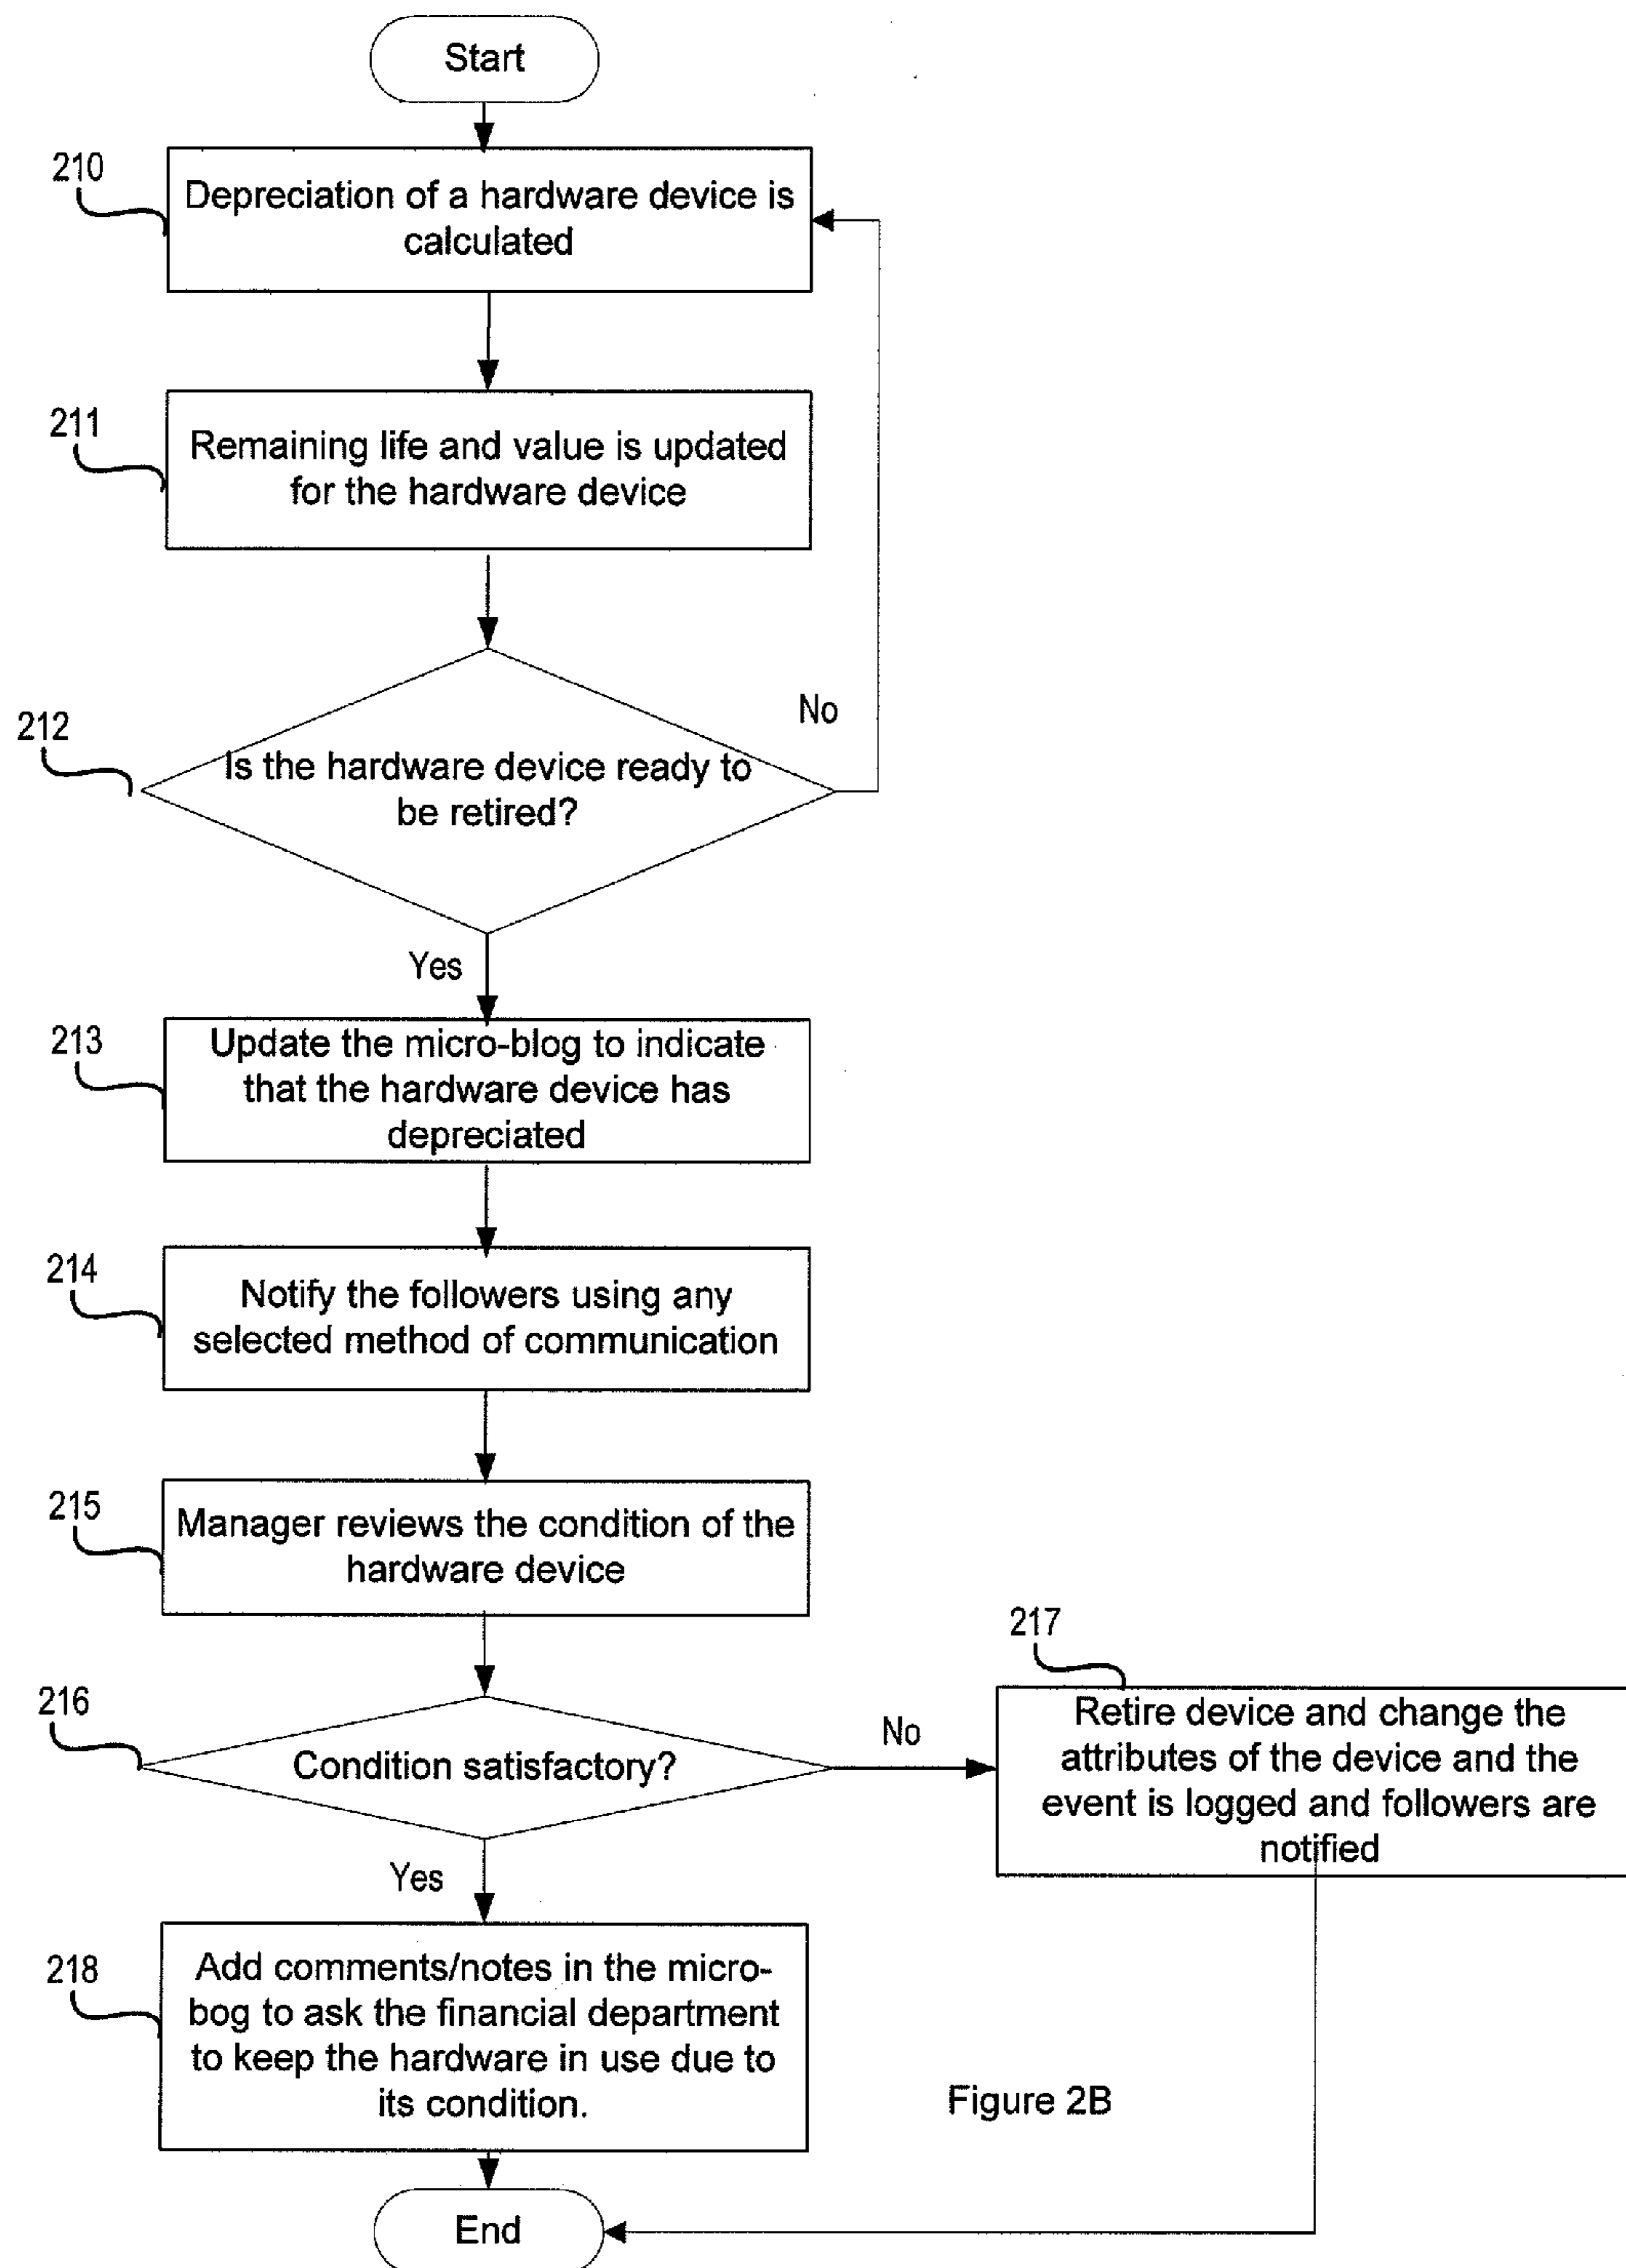 Start
210
Depreciation of a hardware device is
calculated
211
Remaining life and value is updated
for the hardware device
212
No
Is the hardware device ready to
be retired?
Yes
213
Update the micro-blog to indicate
that the hardware device has
depreciated
214
Notify the followers using any
selected method of communication
215
Manager reviews the condition of the
hardware device
216
Condition satisfactory?
No
217
Retire device and change the
attributes of the device and the
event is logged and followers are
notified
Yes
218
Add comments/notes in the micro-
bog to ask the financial department
to keep the hardware in use due to
its condition.
Figure 2B
End